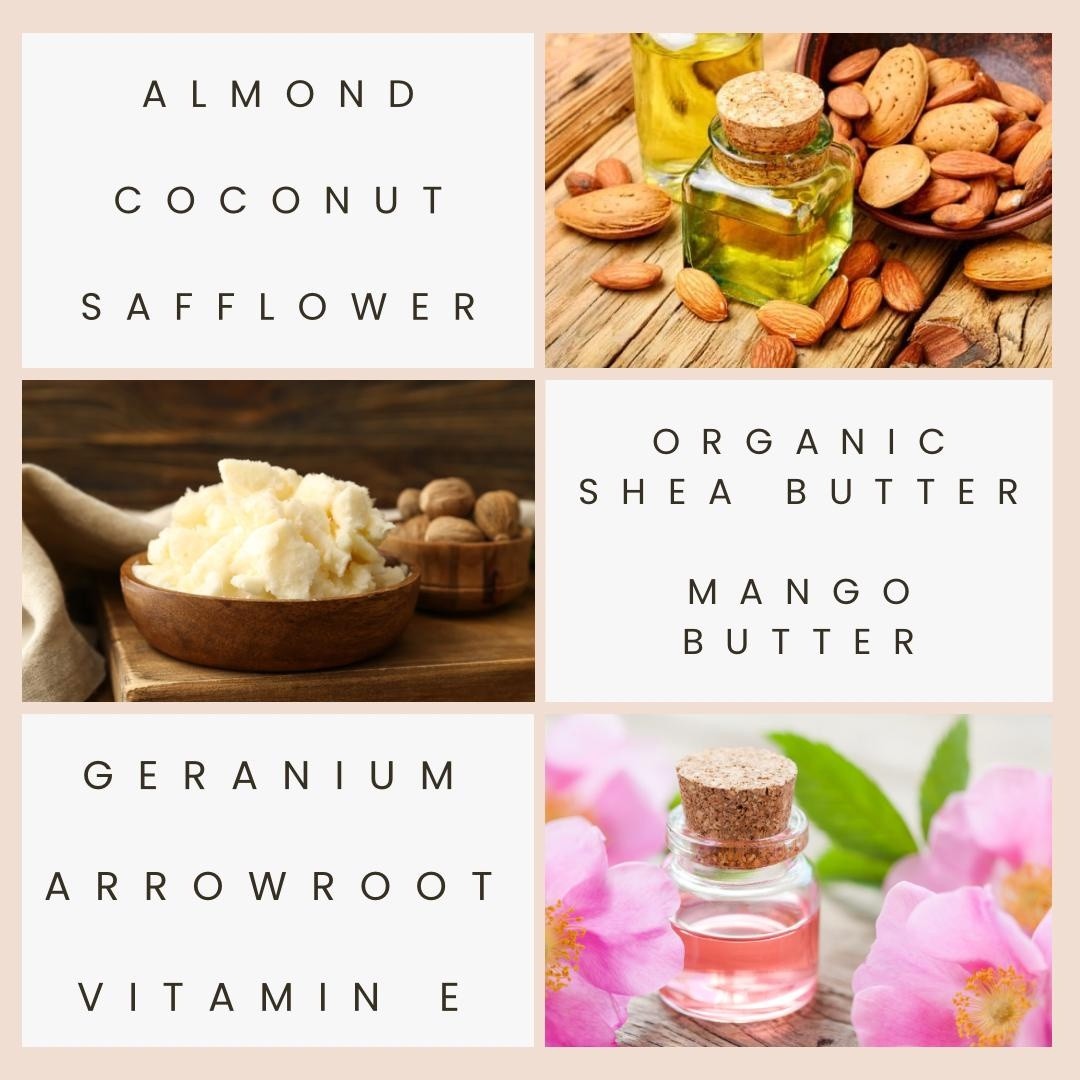 ALMOND
COCONUT
SAFFLOWER
ORGANIC
SHEA BUTTER
MANGO
BUTTER
GERANIUM
ARROWROOT
VITAMIN E